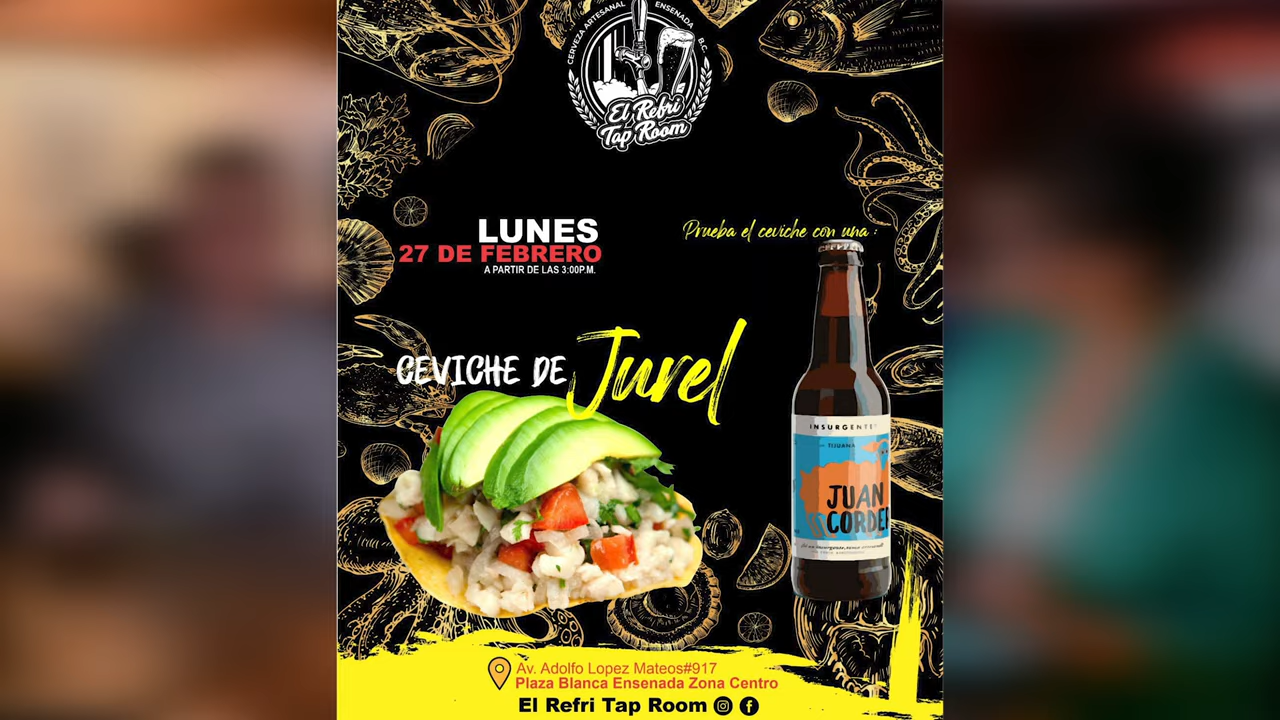 CERVEZA ARTESANAL ENSENADA B.C.
El Refri
Tap Room
LUNES
27 DE FEBRERO
A PARTIR DE LAS 3:00P.M.
Prueba el ceviche con una :
CEVICHE DE Jurel
INSURGENTE
TIJUANA
JUAN
CORDE
Av. Adolfo Lopez Mateos#917
Plaza Blanca Ensenada Zona Centro
El Refri Tap Room